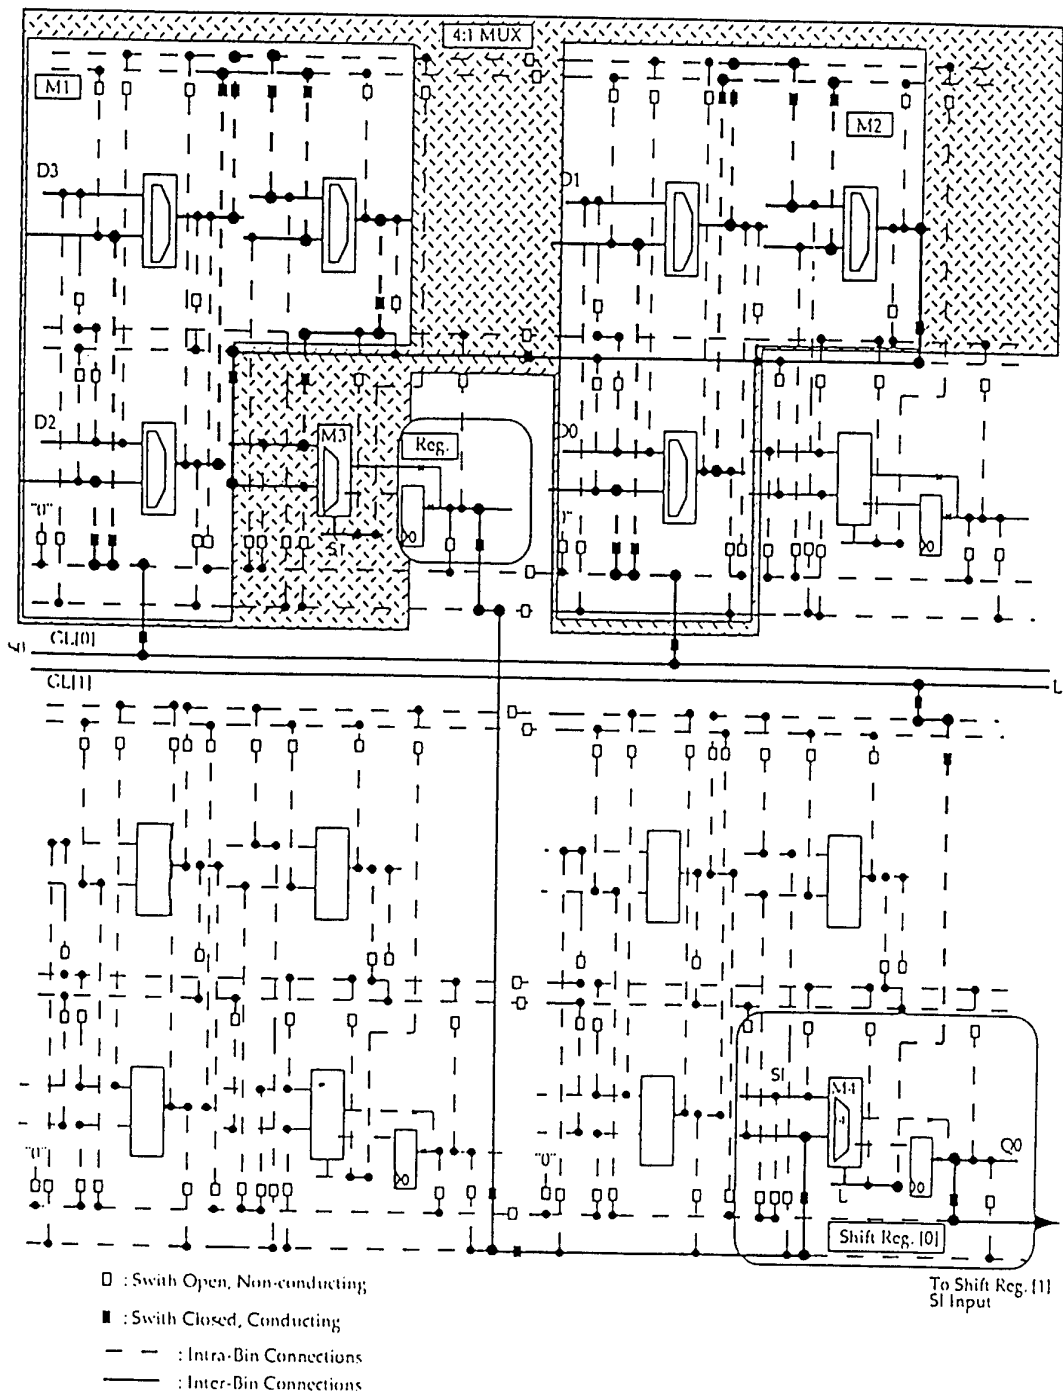 4:1 MUX
M1
M2
D3
D1
D2
M3
Reg.
D0
"0"
SI
GL[0]
GL[1]
L
SI
M4
Q0
"0"
"0"
L
Shift Reg. [0]
To Shift Reg. [1]
SI Input
: Swith Open, Non-conducting
: Swith Closed, Conducting
: Intra-Bin Connections
: Inter-Bin Connections